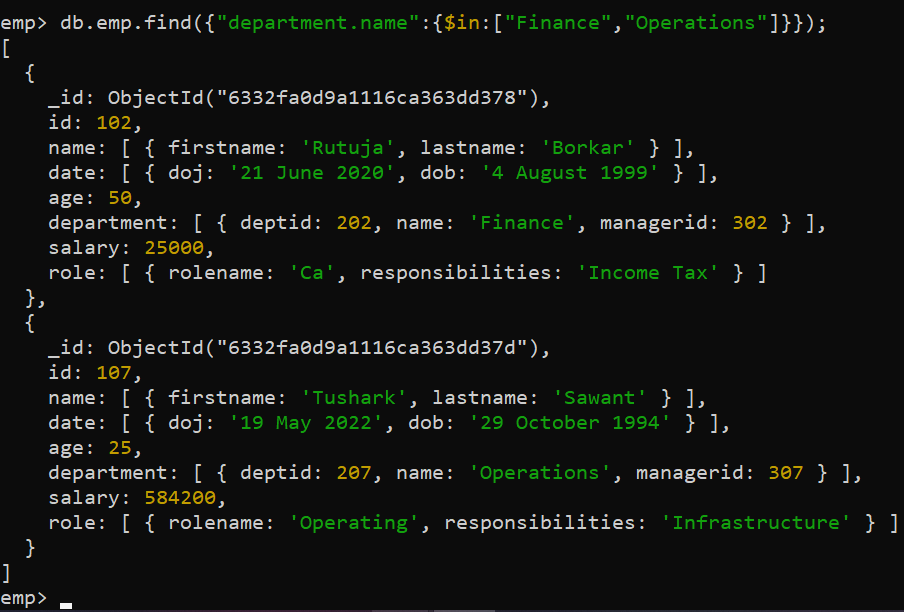 emp> db.emp.find({"department.name":{$in:["Finance","Operations"]}});
[
  {
    _id: ObjectId("6332fa0d9a1116ca363dd378"),
    id: 102,
    name: [ { firstname: 'Rutuja', lastname: 'Borkar' } ],
    date: [ { doj: '21 June 2020', dob: '4 August 1999' } ],
    age: 50,
    department: [ { deptid: 202, name: 'Finance', managerid: 302 } ],
    salary: 25000,
    role: [ { rolename: 'Ca', responsibilities: 'Income Tax' } ]
  },
  {
    _id: ObjectId("6332fa0d9a1116ca363dd37d"),
    id: 107,
    name: [ { firstname: 'Tushark', lastname: 'Sawant' } ],
    date: [ { doj: '19 May 2022', dob: '29 October 1994' } ],
    age: 25,
    department: [ { deptid: 207, name: 'Operations', managerid: 307 } ],
    salary: 584200,
    role: [ { rolename: 'Operating', responsibilities: 'Infrastructure' } ]
  }
]
emp>